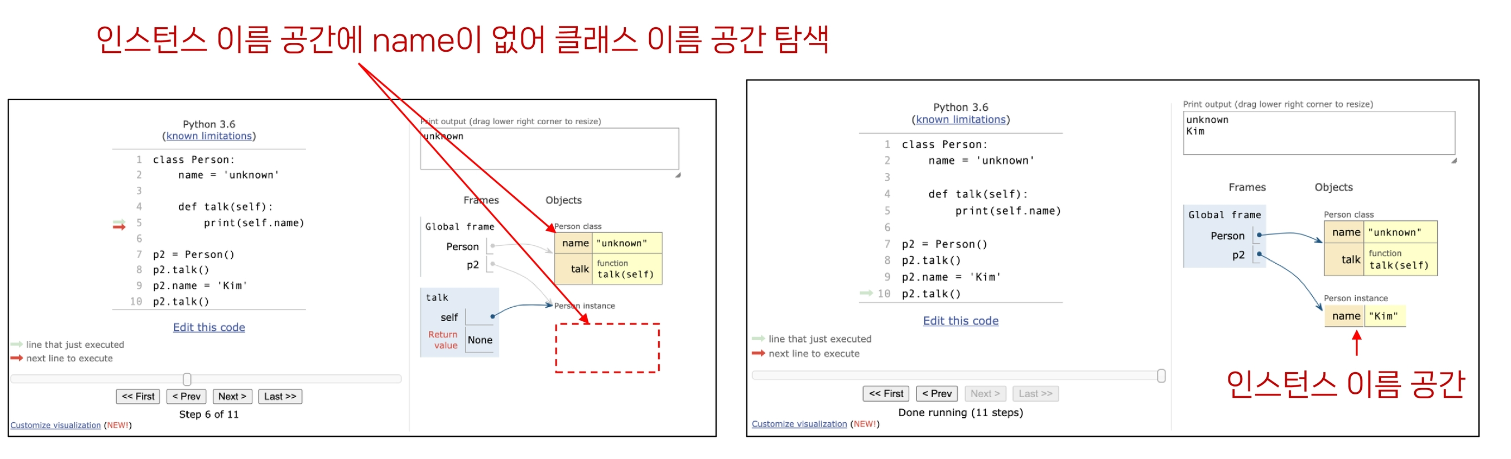 인스턴스 이름 공간에 name이 없어 클래스 이름 공간 탐색
Python 3.6
(known limitations)
1 class Person:
2 name = 'unknown'
3
4 def talk(self):
5 print(self.name)
6
7 p2 = Person()
8 p2.talk()
9 p2.name = 'Kim'
10 p2.talk()
Edit this code
line that just executed
next line to execute
<< First < Prev Next > Last >>
Step 6 of 11
Customize visualization (NEW!)
Print output (drag lower right corner to resize)
unknown
Frames Objects
Global frame
Person
p2
talk
self
Return value None
Person class
name "unknown"
talk function
talk(self)
Person instance
Python 3.6
(known limitations)
1 class Person:
2 name = 'unknown'
3
4 def talk(self):
5 print(self.name)
6
7 p2 = Person()
8 p2.talk()
9 p2.name = 'Kim'
10 p2.talk()
Edit this code
line that just executed
next line to execute
<< First < Prev Next > Last >>
Done running (11 steps)
Customize visualization (NEW!)
Print output (drag lower right corner to resize)
unknown
Kim
Frames Objects
Global frame
Person
p2
Person class
name "unknown"
talk function
talk(self)
Person instance
name "Kim"
인스턴스 이름 공간